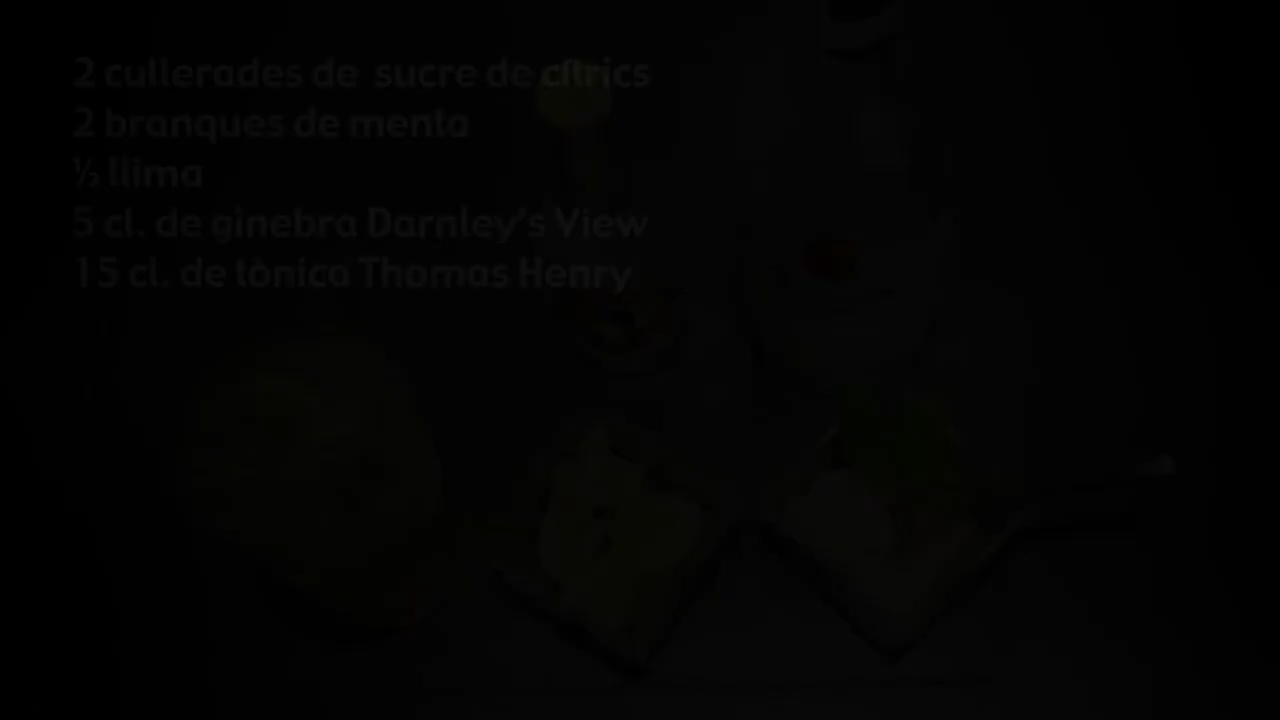 2 cullerades de sucre de cítrics
2 branques de menta
½ llima
5 cl. de ginebra Darnley's View
15 cl. de tònica Thomas Henry